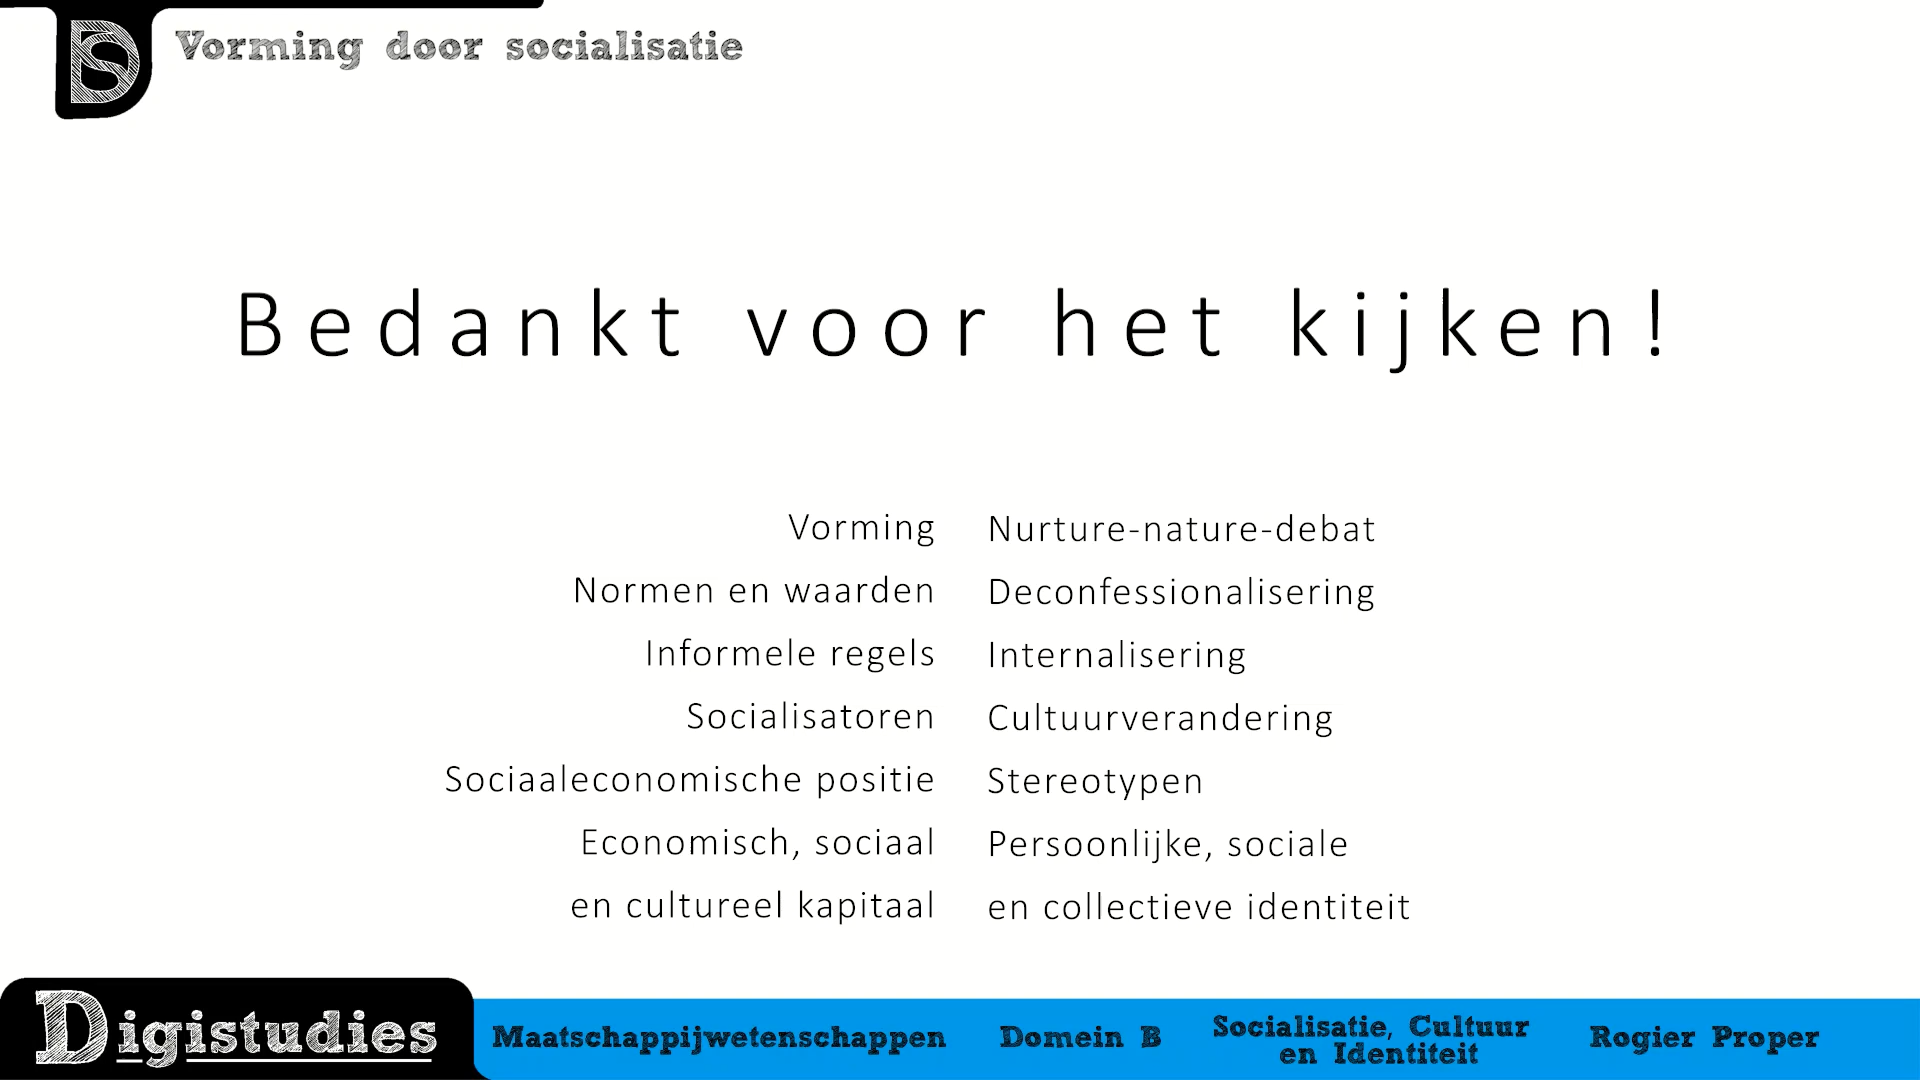 DS
Vorming door socialisatie
Bedankt voor het kijken!
Vorming
Normen en waarden
Informele regels
Socialisatoren
Sociaaleconomische positie
Economisch, sociaal
en cultureel kapitaal
Nurture-nature-debat
Deconfessionalisering
Internalisering
Cultuurverandering
Stereotypen
Persoonlijke, sociale
en collectieve identiteit
Digistudies
Maatschappijwetenschappen
Domein B
Socialisatie, Cultuur
en Identiteit
Rogier Proper